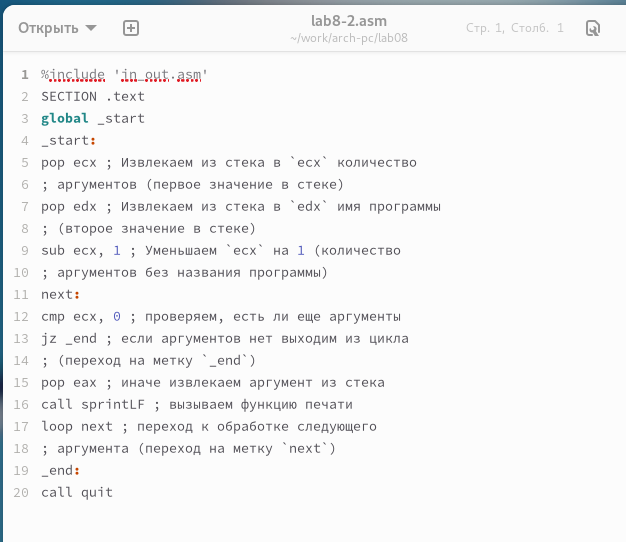 Открыть
lab8-2.asm
~/work/arch-pc/lab08
Стр. 1, Столб. 1
1 %include 'in_out.asm'
2 SECTION .text
3 global _start
4 _start:
5 pop ecx ; Извлекаем из стека в `ecx` количество
6 ; аргументов (первое значение в стеке)
7 pop edx ; Извлекаем из стека в `edx` имя программы
8 ; (второе значение в стеке)
9 sub ecx, 1 ; Уменьшаем `ecx` на 1 (количество
10 ; аргументов без названия программы)
11 next:
12 cmp ecx, 0 ; проверяем, есть ли еще аргументы
13 jz _end ; если аргументов нет выходим из цикла
14 ; (переход на метку `_end`)
15 pop eax ; иначе извлекаем аргумент из стека
16 call sprintLF ; вызываем функцию печати
17 loop next ; переход к обработке следующего
18 ; аргумента (переход на метку `next`)
19 _end:
20 call quit